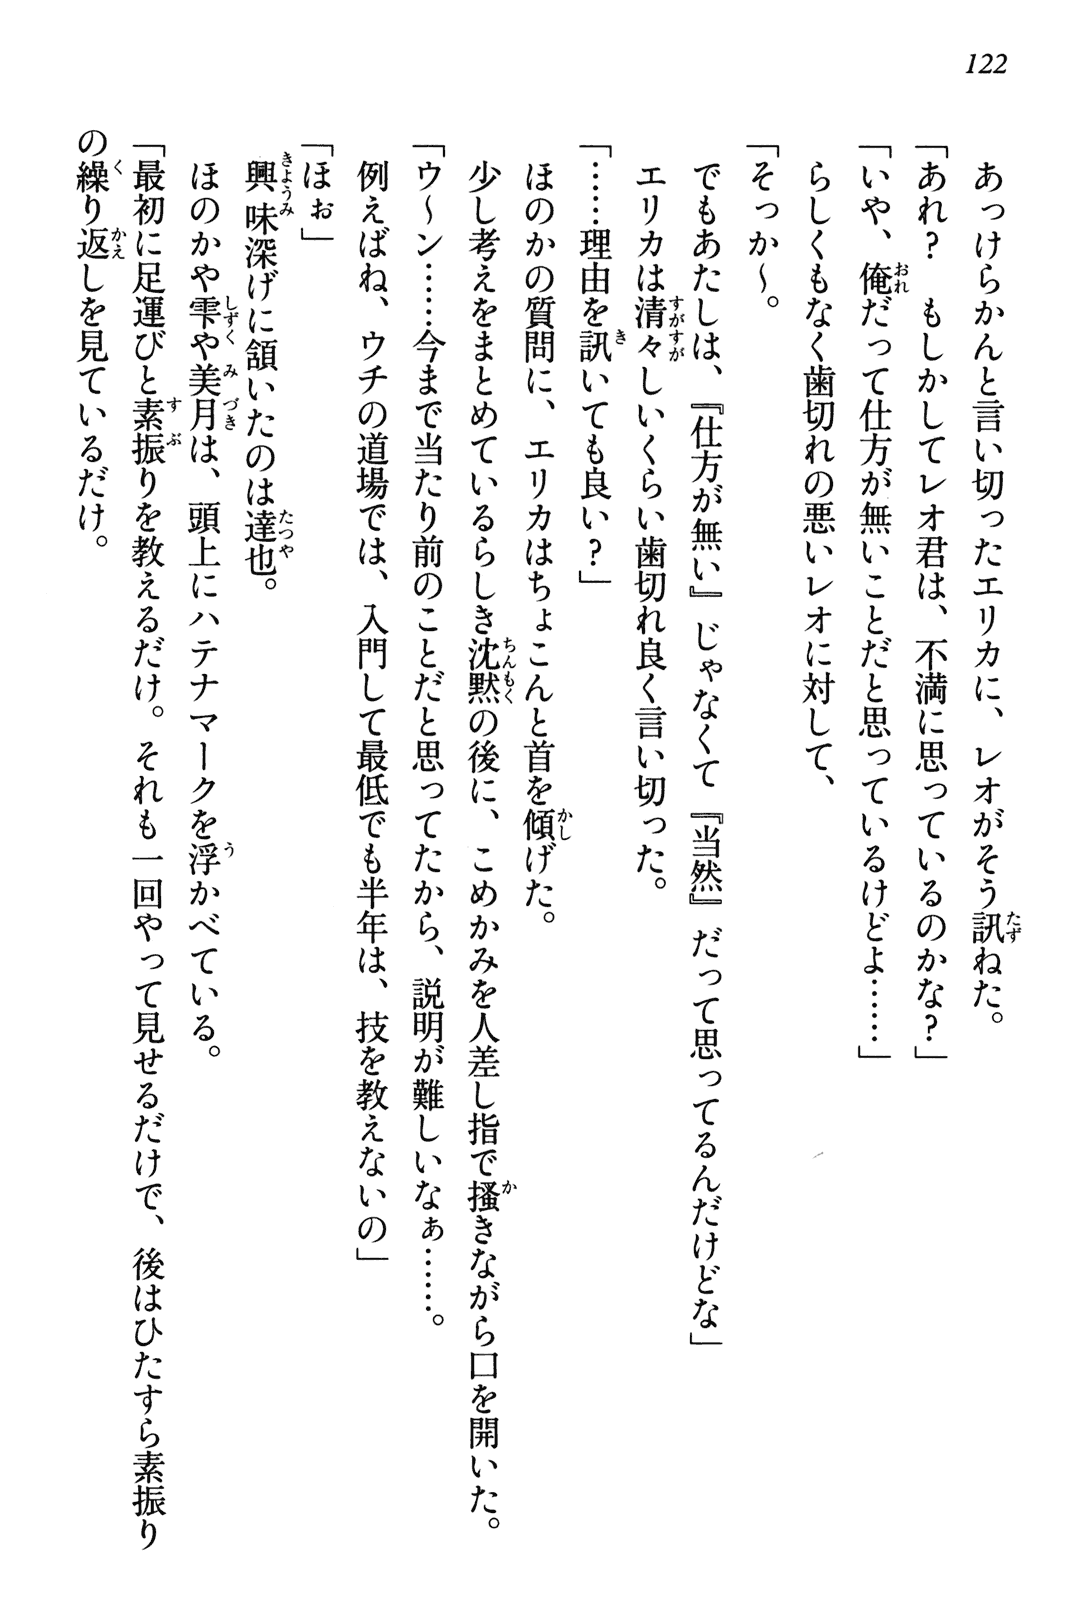 122
あっけらかんと言い切ったエリカに、レオがそう訊ねた。
「あれ？　もしかしてレオ君は、不満に思っているのかな？」
「いや、俺だって仕方が無いことだと思っているけどよ……」
らしくもなく歯切れの悪いレオに対して、
「そっか〜。
でもあたしは、『仕方が無い』じゃなくて『当然』だって思ってるんだけどな」
エリカは清々しいくらい歯切れ良く言い切った。
「……理由を訊いても良い？」
ほのかの質問に、エリカはちょこんと首を傾げた。
少し考えをまとめているらしき沈黙の後に、こめかみを人差し指で掻きながら口を開いた。
「ウ〜ン……今まで当たり前のことだと思ってたから、説明が難しいなぁ……。
例えばね、ウチの道場では、入門して最低でも半年は、技を教えないの」
「ほぉ」
興味深げに頷いたのは達也。
ほのかや雫や美月は、頭上にハテナマークを浮かべている。
「最初に足運びと素振りを教えるだけ。それも一回やって見せるだけで、後はひたすら素振り
の繰り返しを見ているだけ。